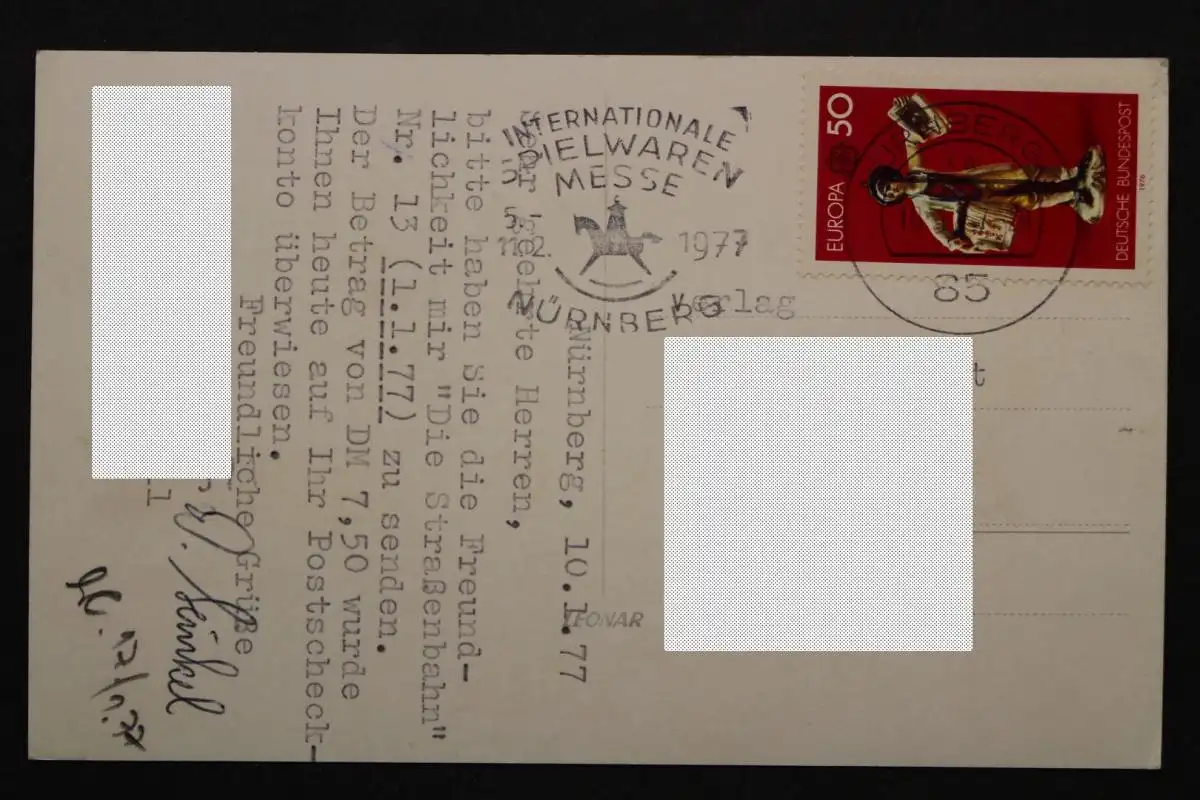 Nürnberg, 10.1.77
Sehr geehrte Herren,
bitte haben Sie die Freund-
lichkeit mir "Die Straßenbahn"
Nr. 13 (1.1.77) zu senden.
Der Betrag von DM 7,50 wurde
Ihnen heute auf Ihr Postscheck-
konto überwiesen.
Freundliche Grüße
INTERNATIONALE
SPIELWAREN
MESSE
1977
NÜRNBERG
Verlag
LEONAR
NÜRNBERG
85
EUROPA 50
DEUTSCHE BUNDESPOST
1976